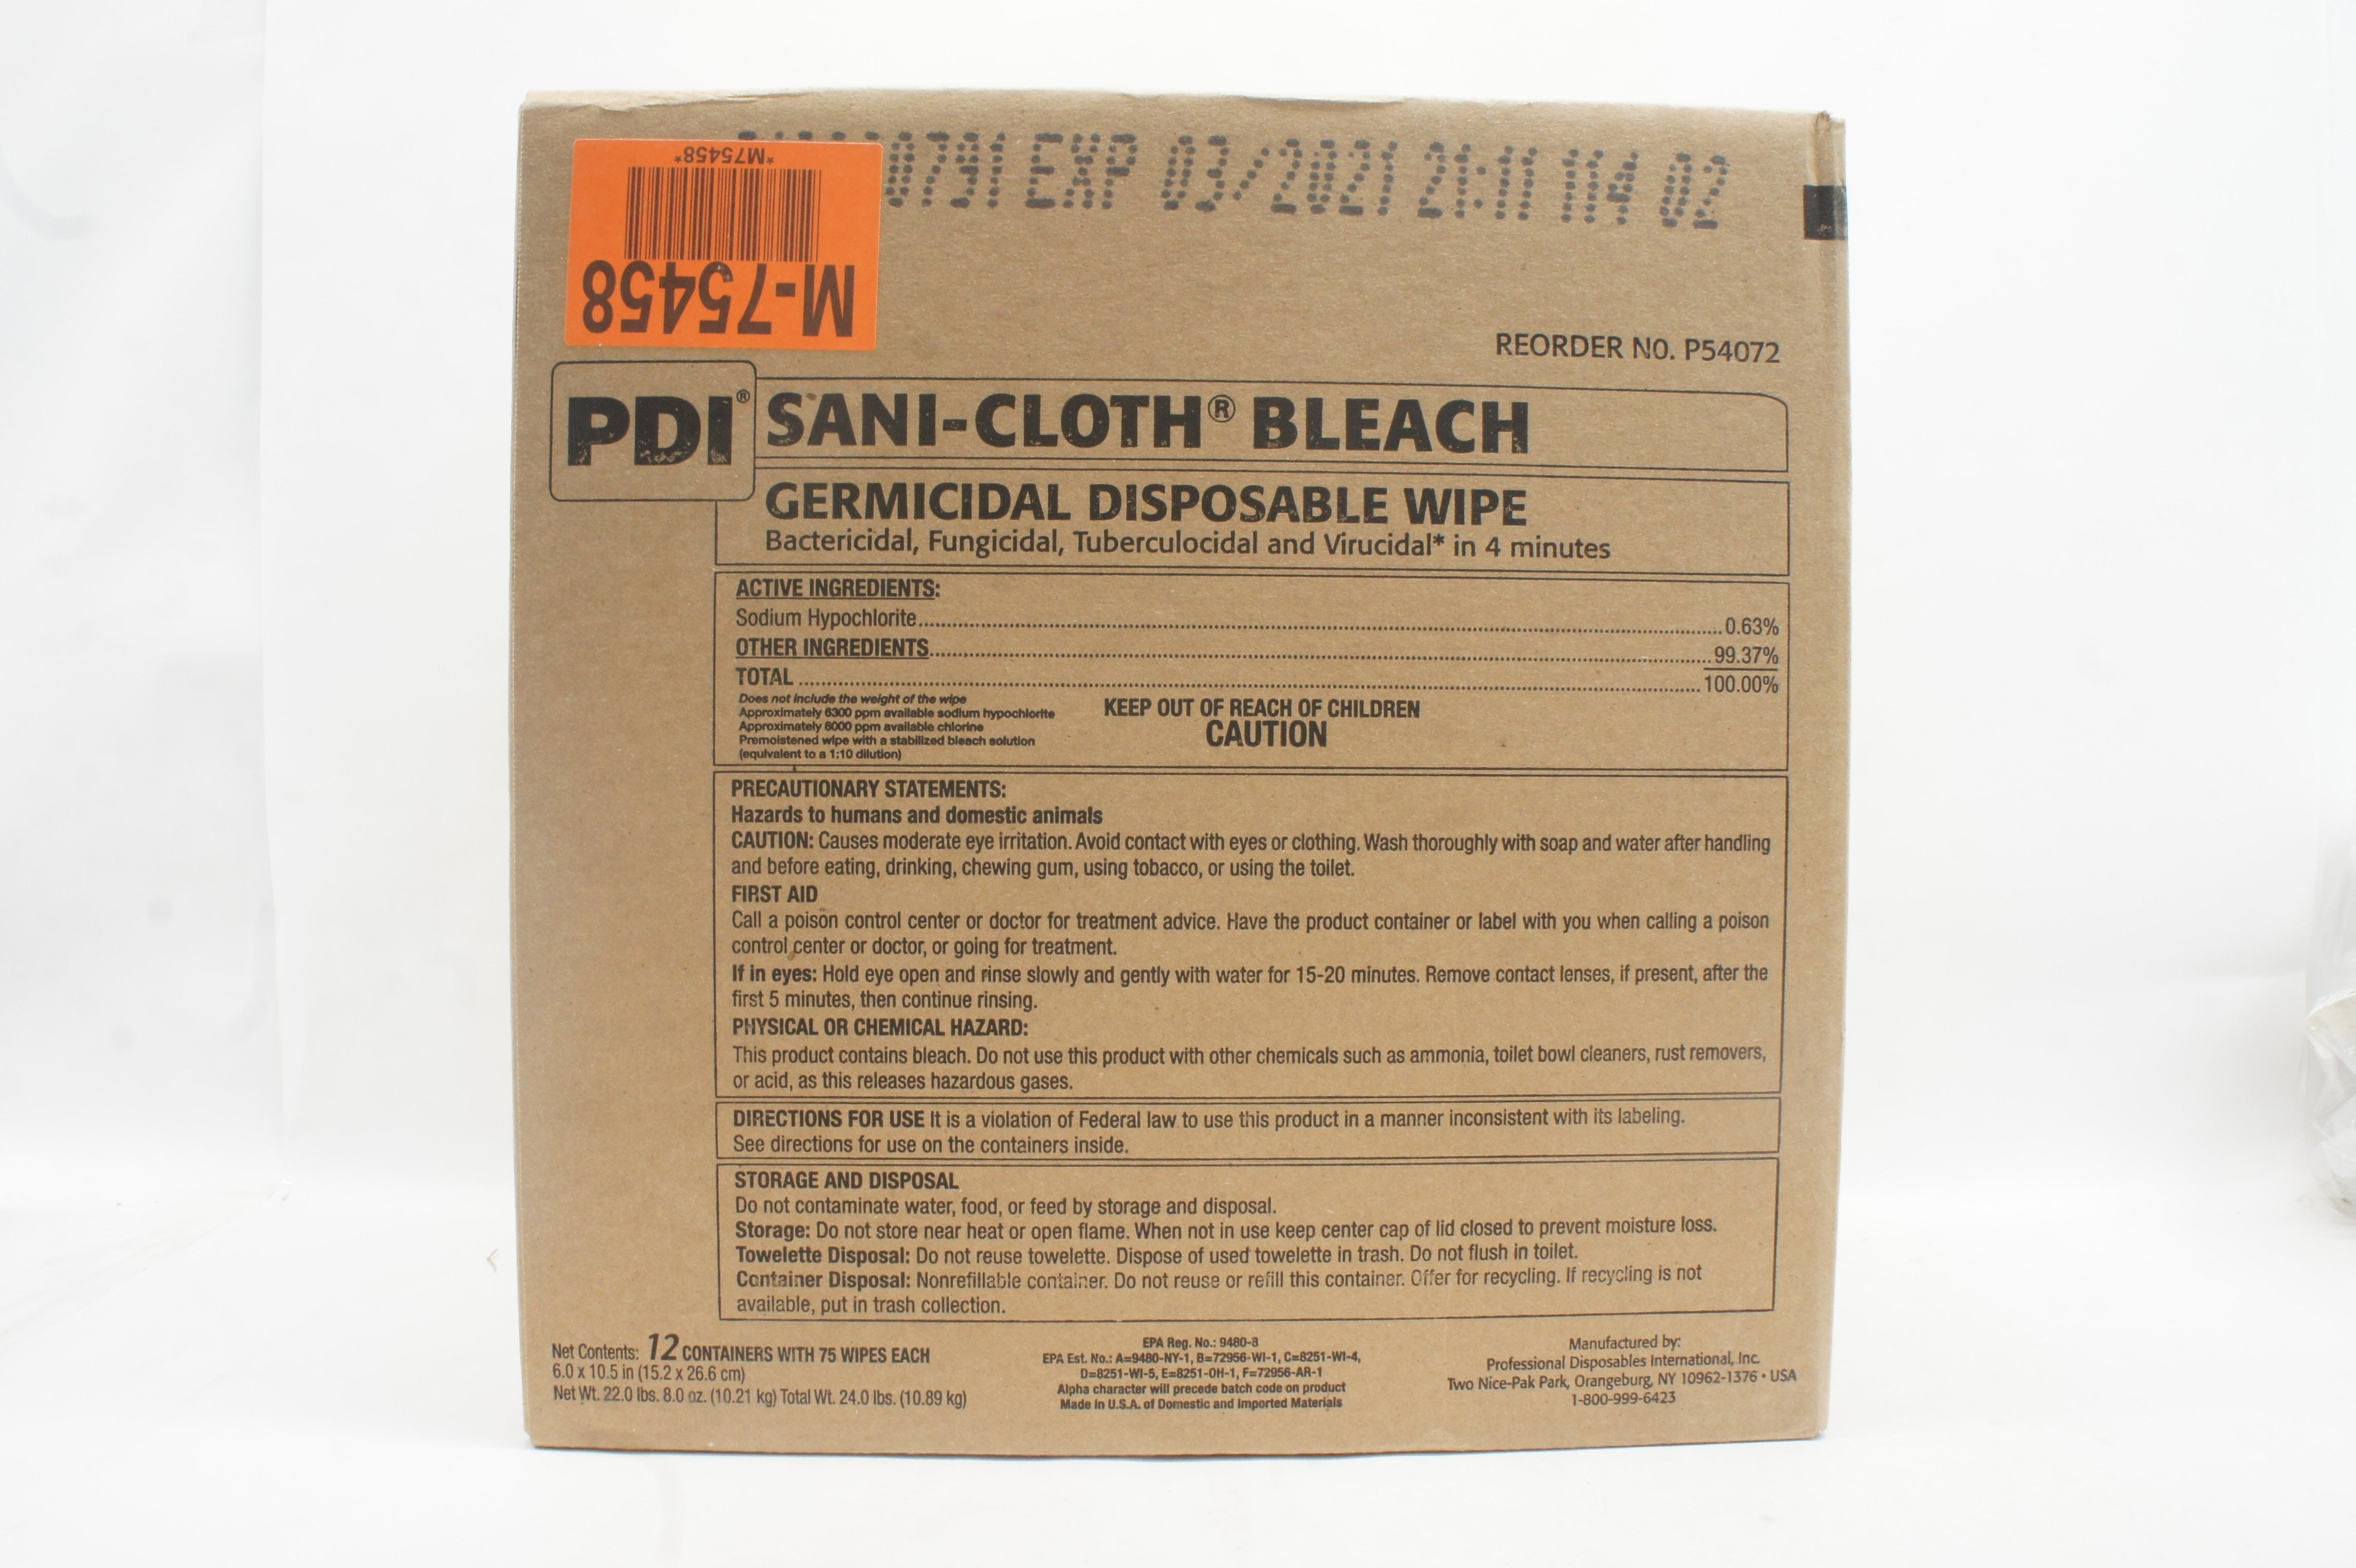 *M75458*
M-75458
0791 EXP 03/2021 21:11 114 02
REORDER NO. P54072
PDI® SANI-CLOTH® BLEACH
GERMICIDAL DISPOSABLE WIPE
Bactericidal, Fungicidal, Tuberculocidal and Virucidal* in 4 minutes
ACTIVE INGREDIENTS:
Sodium Hypochlorite.....0.63%
OTHER INGREDIENTS.....99.37%
TOTAL.....100.00%
Does not include the weight of the wipe
Approximately 6300 ppm available sodium hypochlorite
Approximately 6000 ppm available chlorine
Premoistened wipe with a stabilized bleach solution
(equivalent to a 1:10 dilution)
KEEP OUT OF REACH OF CHILDREN
CAUTION
PRECAUTIONARY STATEMENTS:
Hazards to humans and domestic animals
CAUTION: Causes moderate eye irritation. Avoid contact with eyes or clothing. Wash thoroughly with soap and water after handling
and before eating, drinking, chewing gum, using tobacco, or using the toilet.
FIRST AID
Call a poison control center or doctor for treatment advice. Have the product container or label with you when calling a poison
control center or doctor, or going for treatment.
If in eyes: Hold eye open and rinse slowly and gently with water for 15-20 minutes. Remove contact lenses, if present, after the
first 5 minutes, then continue rinsing.
PHYSICAL OR CHEMICAL HAZARD:
This product contains bleach. Do not use this product with other chemicals such as ammonia, toilet bowl cleaners, rust removers,
or acid, as this releases hazardous gases.
DIRECTIONS FOR USE It is a violation of Federal law to use this product in a manner inconsistent with its labeling.
See directions for use on the containers inside.
STORAGE AND DISPOSAL
Do not contaminate water, food, or feed by storage and disposal.
Storage: Do not store near heat or open flame. When not in use keep center cap of lid closed to prevent moisture loss.
Towelette Disposal: Do not reuse towelette. Dispose of used towelette in trash. Do not flush in toilet.
Container Disposal: Nonrefillable container. Do not reuse or refill this container. Offer for recycling. If recycling is not
available, put in trash collection.
Net Contents: 12 CONTAINERS WITH 75 WIPES EACH
6.0 x 10.5 in (15.2 x 26.6 cm)
Net Wt. 22.0 lbs. 8.0 oz. (10.21 kg) Total Wt. 24.0 lbs. (10.89 kg)
EPA Reg. No.: 9480-8
EPA Est. No.: A=9480-NY-1, B=72956-WI-1, C=8251-WI-4,
D=8251-WI-5, E=8251-OH-1, F=72956-AR-1
Alpha character will precede batch code on product
Made in U.S.A. of Domestic and Imported Materials
Manufactured by:
Professional Disposables International, Inc.
Two Nice-Pak Park, Orangeburg, NY 10962-1376 • USA
1-800-999-6423